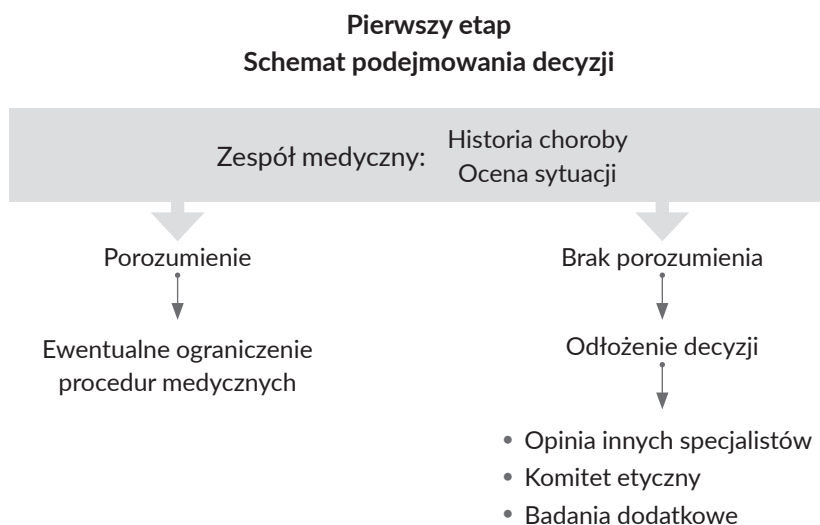 Pierwszy etap
Schemat podejmowania decyzji
Zespół medyczny:
Historia choroby
Ocena sytuacji
Porozumienie
Ewentualne ograniczenie
procedur medycznych
Brak porozumienia
Odłożenie decyzji
• Opinia innych specjalistów
• Komitet etyczny
• Badania dodatkowe